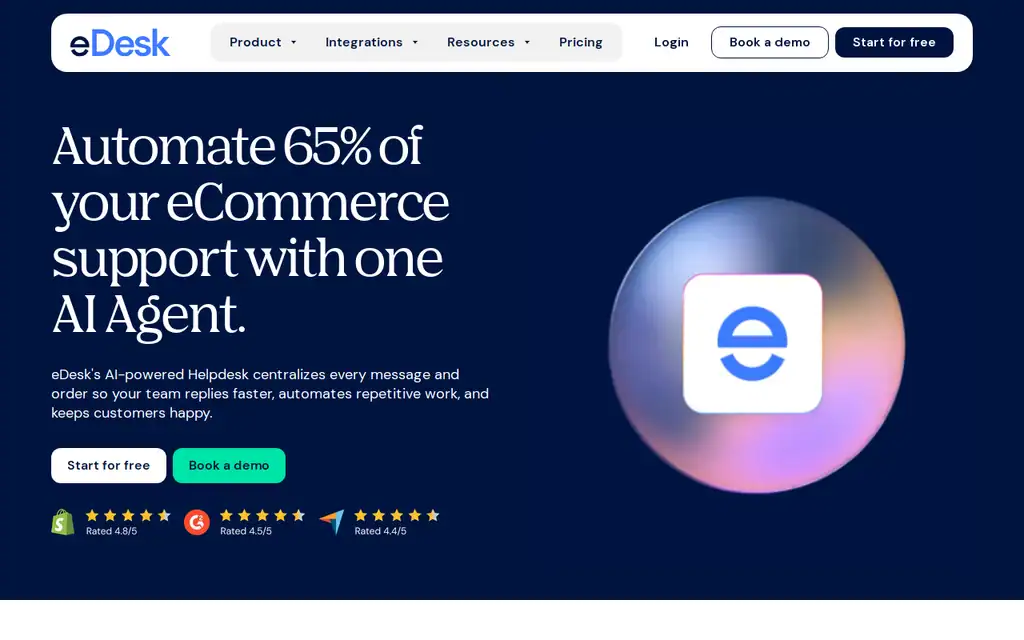 eDesk
Product
Integrations
Resources
Pricing
Login
Book a demo
Start for free
Automate 65% of
your eCommerce
support with one
AI Agent.
eDesk's AI-powered Helpdesk centralizes every message and
order so your team replies faster, automates repetitive work, and
keeps customers happy.
Start for free
Book a demo
Rated 4.8/5
Rated 4.5/5
Rated 4.4/5